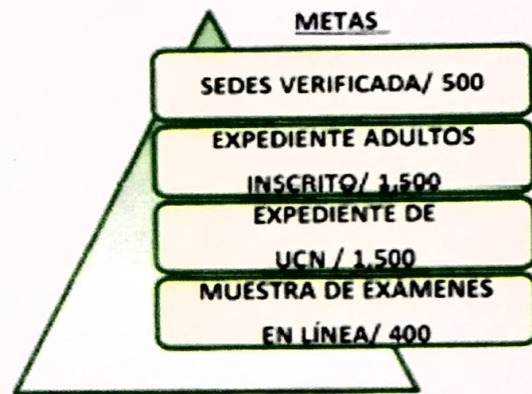 METAS
SEDES VERIFICADA/ 500
EXPEDIENTE ADULTOS
INSCRITO/ 1,500
EXPEDIENTE DE
UCN / 1,500
MUESTRA DE EXÁMENES
EN LÍNEA/ 400